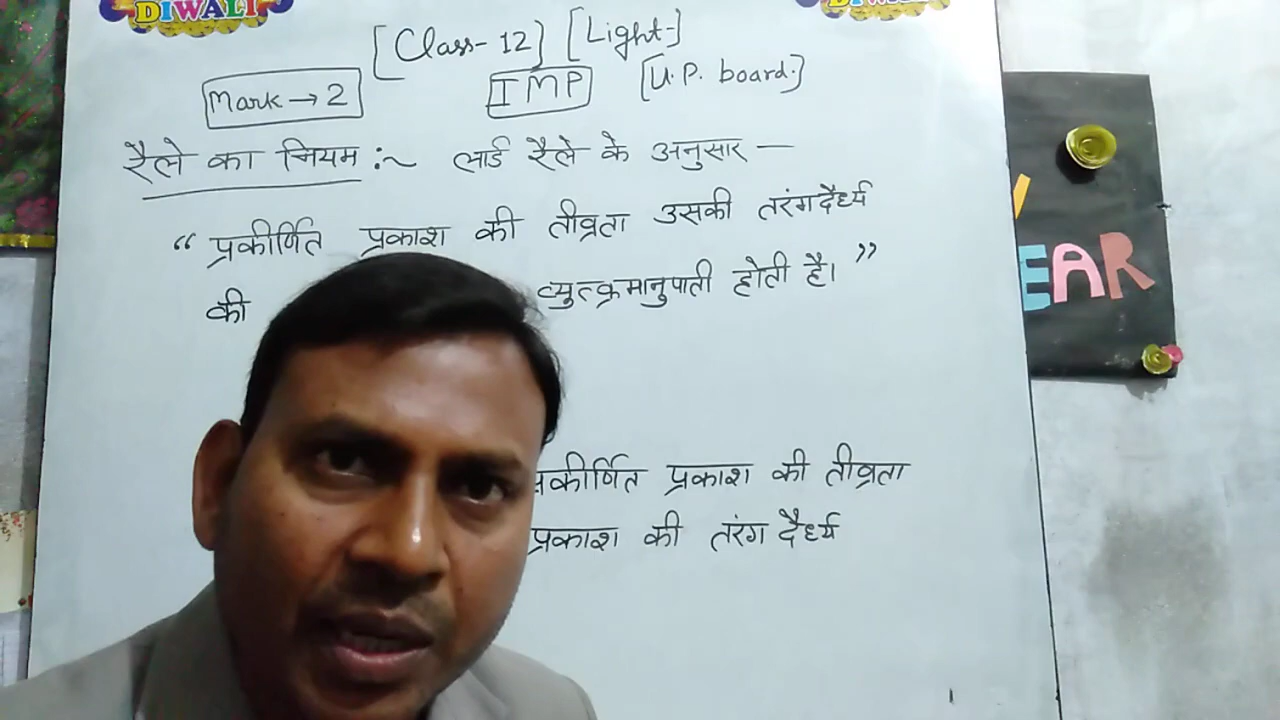 DIWALI
[Class-12] [Light-]
Mark → 2 IMP [U.P. board.]
रैले का नियम :~ लार्ड रैले के अनुसार —
“ प्रकीर्णित प्रकाश की तीव्रता उसकी तरंगदैर्ध्य
की व्युत्क्रमानुपाती होती है। ”
प्रकीर्णित प्रकाश की तीव्रता
प्रकाश की तरंग दैर्ध्य
EAR